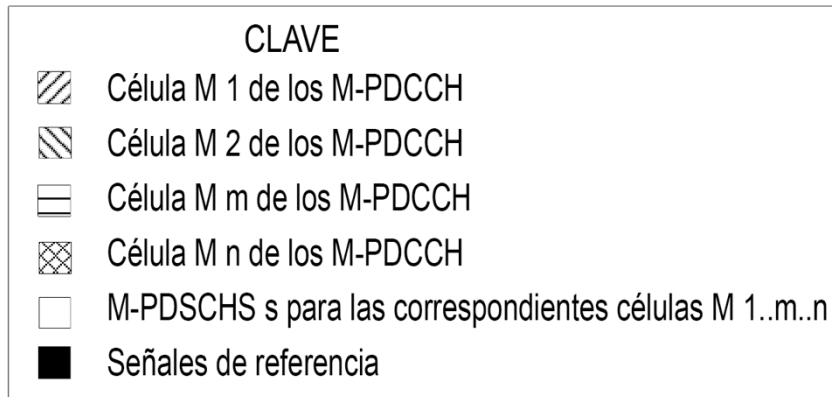 CLAVE
Célula M 1 de los M-PDCCH
Célula M 2 de los M-PDCCH
Célula M m de los M-PDCCH
Célula M n de los M-PDCCH
M-PDSCHS s para las correspondientes células M 1..m..n
Señales de referencia